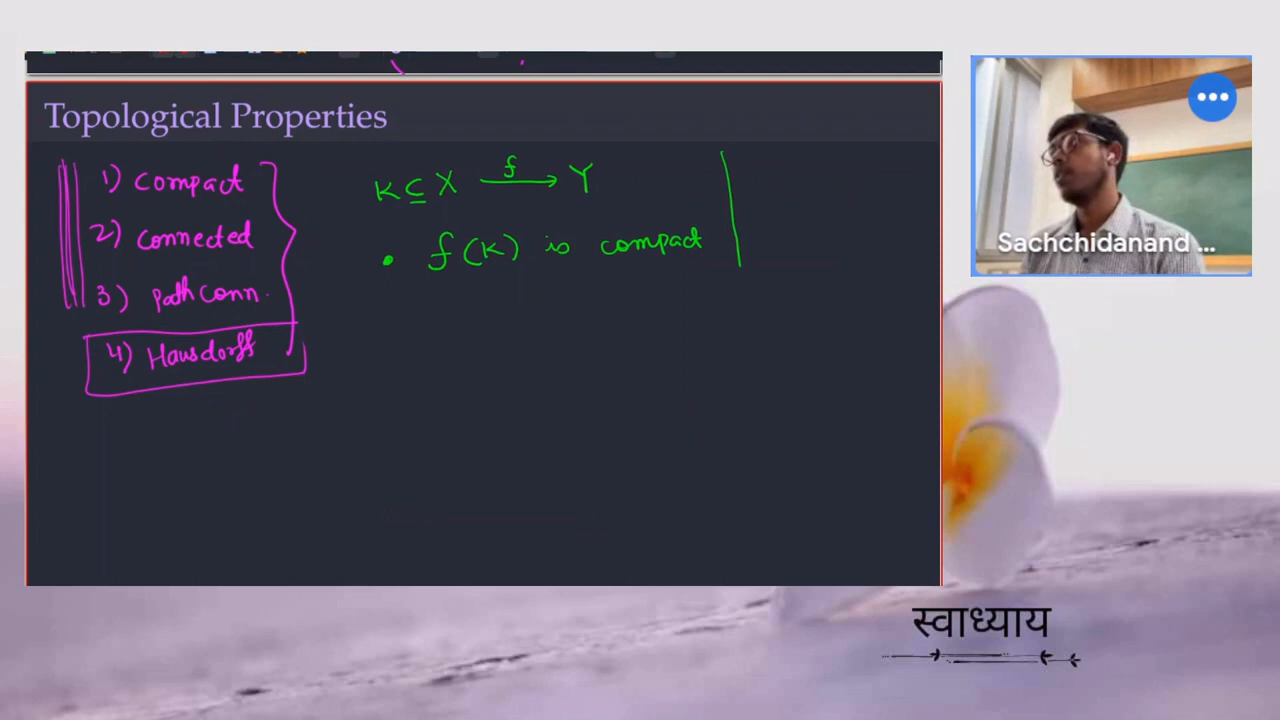 Topological Properties
1) Compact
2) Connected
3) Path Conn.
4) Hausdorff
K ⊆ X —f→ Y
• f(K) is compact
Sachchidanand ...
स्वाध्याय